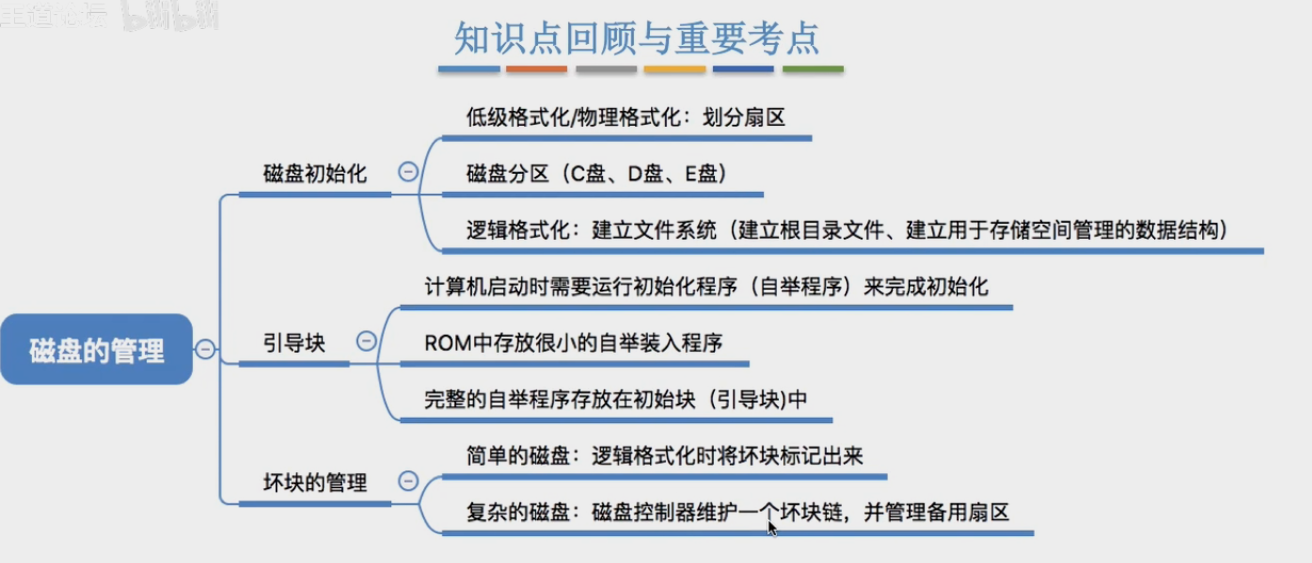 王道论坛 bilibili
知识点回顾与重要考点
磁盘的管理
磁盘初始化
低级格式化/物理格式化：划分扇区
磁盘分区（C盘、D盘、E盘）
逻辑格式化：建立文件系统（建立根目录文件、建立用于存储空间管理的数据结构）
引导块
计算机启动时需要运行初始化程序（自举程序）来完成初始化
ROM中存放很小的自举装入程序
完整的自举程序存放在初始块（引导块)中
坏块的管理
简单的磁盘：逻辑格式化时将坏块标记出来
复杂的磁盘：磁盘控制器维护一个坏块链，并管理备用扇区